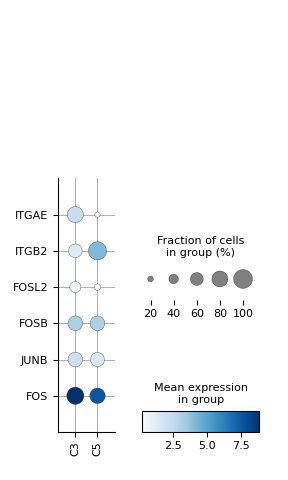 ITGAE
ITGB2
FOSL2
FOSB
JUNB
FOS
C3 C5
Fraction of cells
in group (%)
20 40 60 80 100
Mean expression
in group
2.5 5.0 7.5